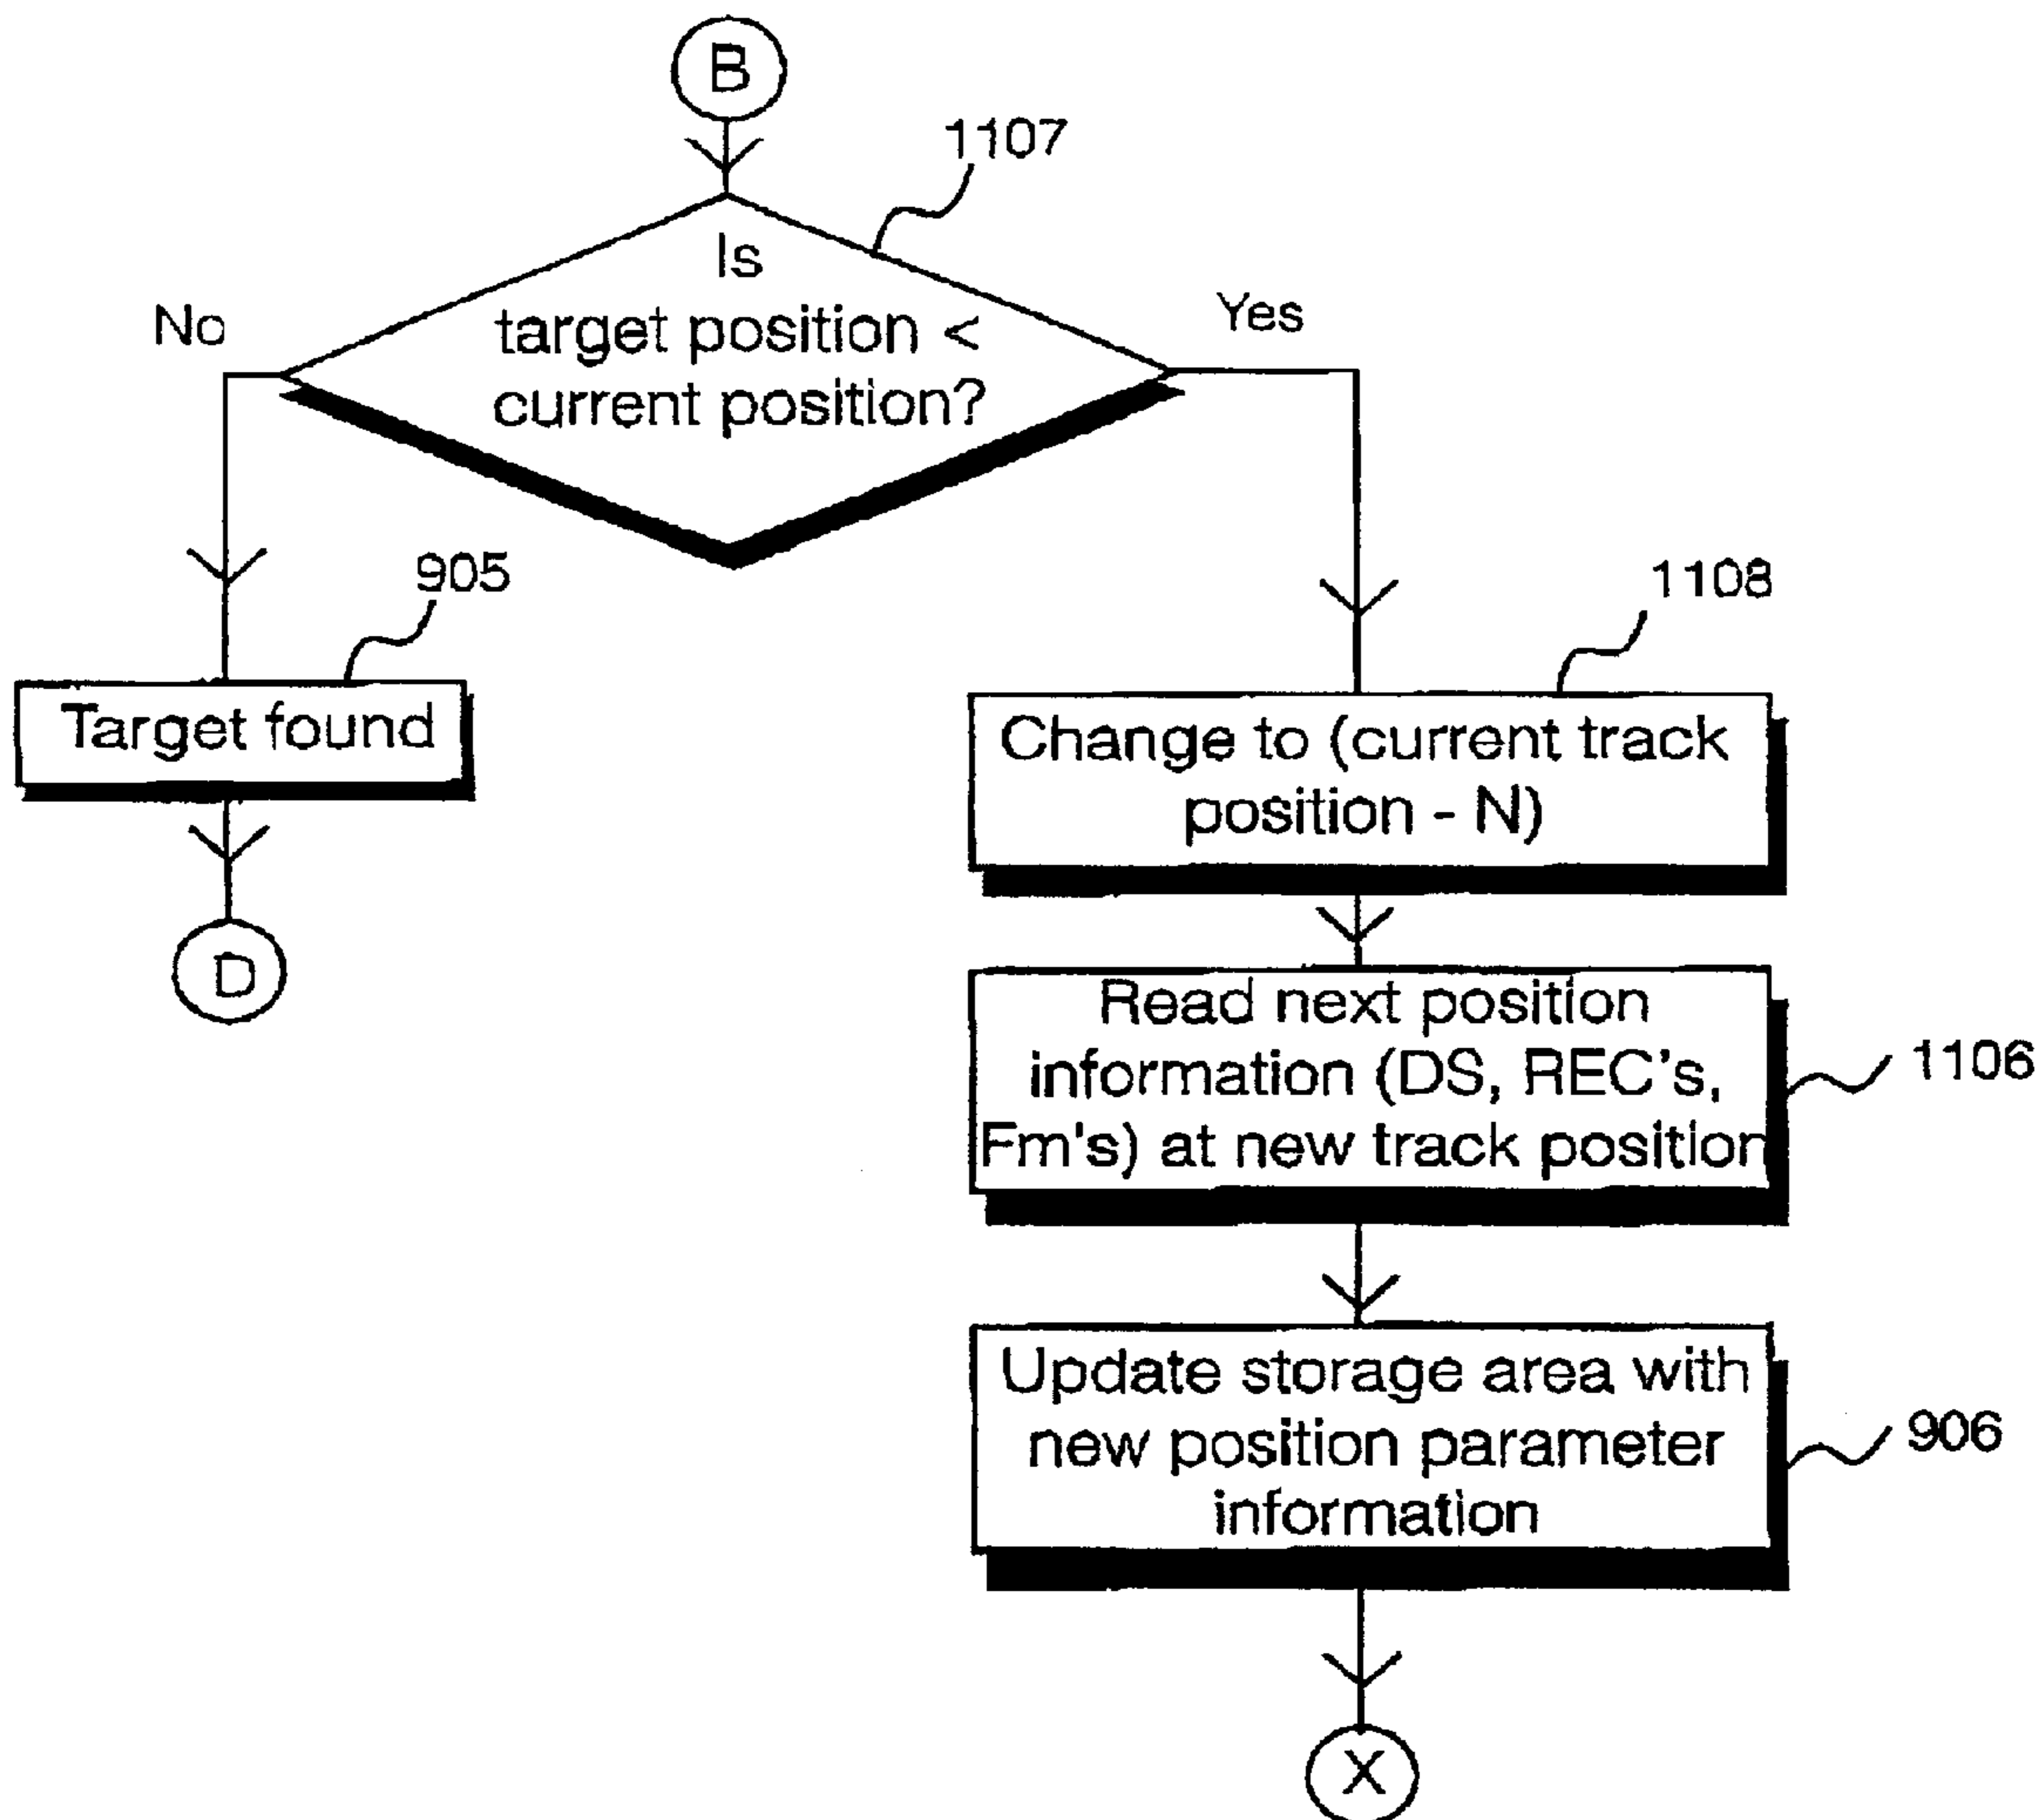 B
1107
Is
target position <
current position?
No
Yes
905
Target found
D
1108
Change to (current track
position - N)
Read next position
information (DS, REC's,
Fm's) at new track position
1106
Update storage area with
new position parameter
information
906
X